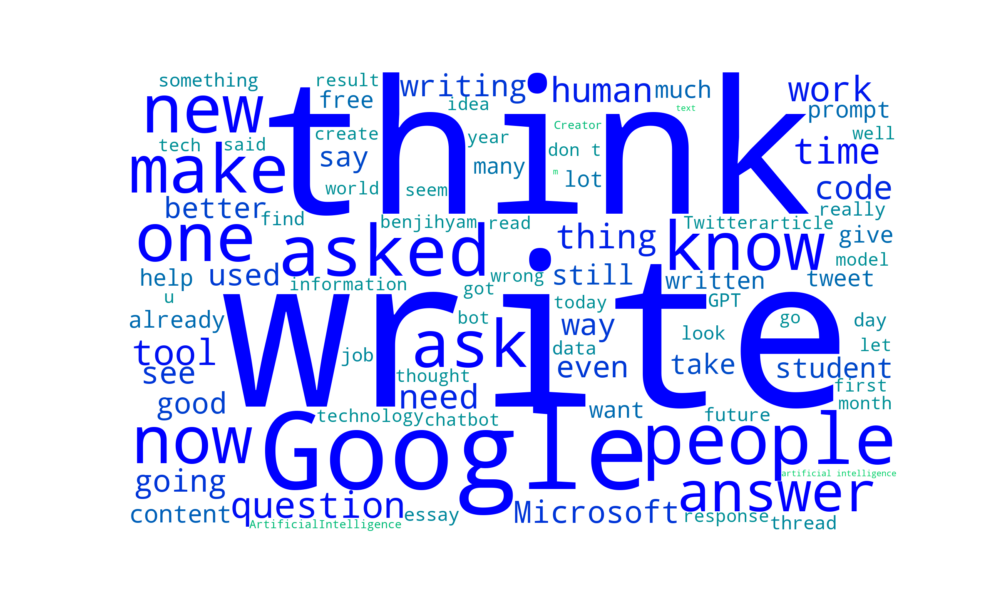 something result writing human much work
new think free idea text prompt
tech said create Creator year don t well
make say many m lot time
world seem code
better find benjihyam read Twitterarticle really
one asked thing know give
help used information wrong still written model tweet
u got today GPT
already write bot way look go day
tool ask data let
see job thought even take student
good need want first
technology chatbot future month
now Google people
going artificial intelligence
content question essay Microsoft answer response thread
ArtificialIntelligence